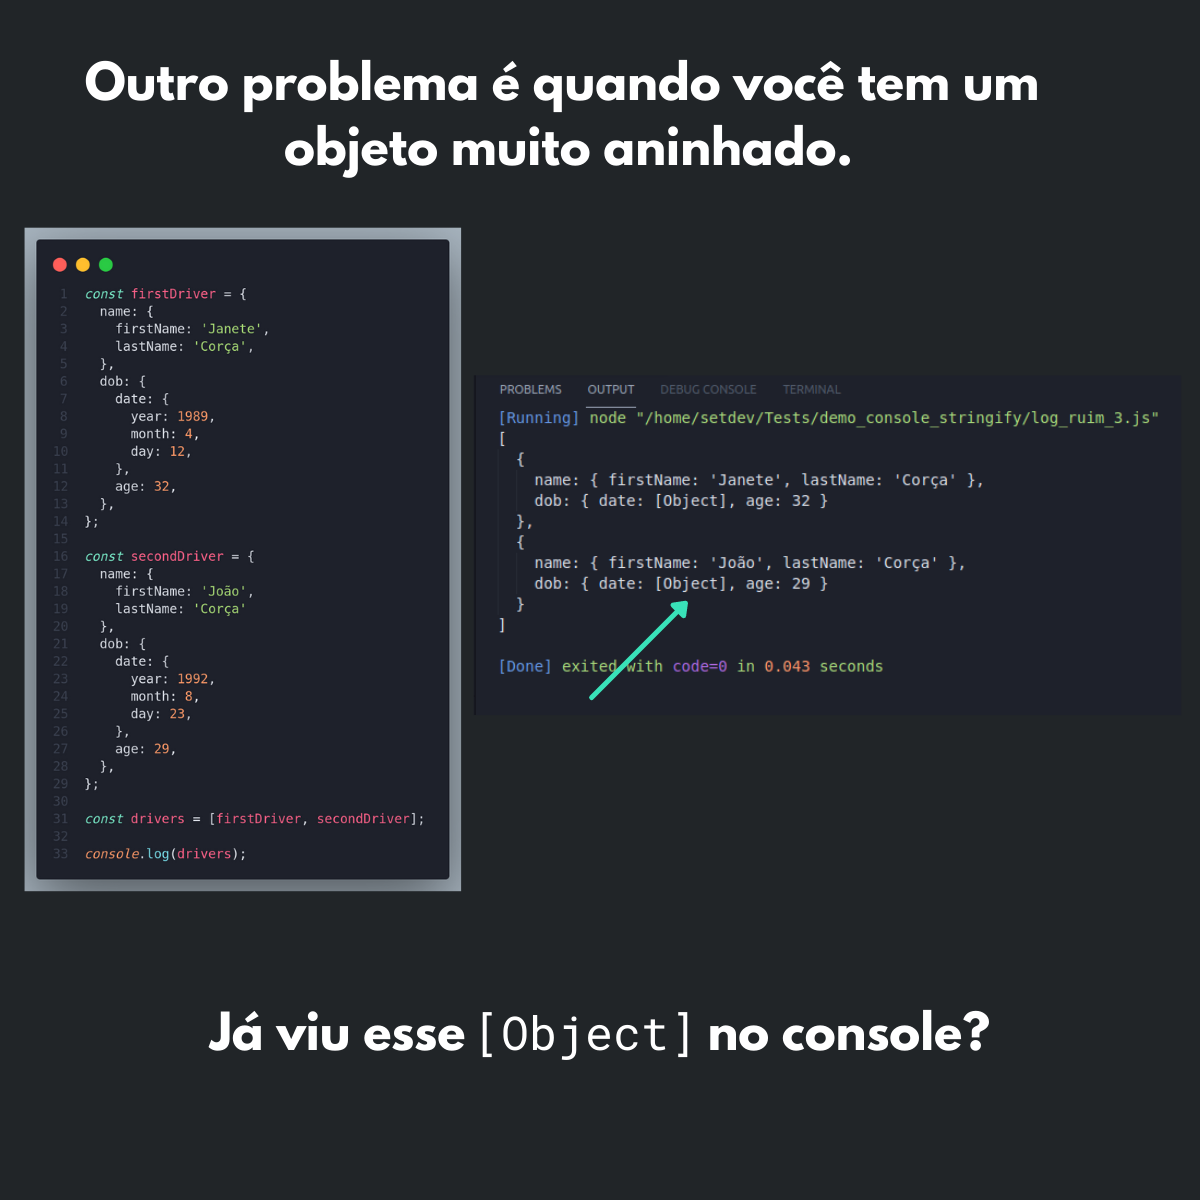 Outro problema é quando você tem um
objeto muito aninhado.
1 const firstDriver = {
2   name: {
3     firstName: 'Janete',
4     lastName: 'Corça',
5   },
6   dob: {
7     date: {
8       year: 1989,
9       month: 4,
10       day: 12,
11     },
12     age: 32,
13   },
14 };
15
16 const secondDriver = {
17   name: {
18     firstName: 'João',
19     lastName: 'Corça'
20   },
21   dob: {
22     date: {
23       year: 1992,
24       month: 8,
25       day: 23,
26     },
27     age: 29,
28   },
29 };
30
31 const drivers = [firstDriver, secondDriver];
32
33 console.log(drivers);
PROBLEMS OUTPUT DEBUG CONSOLE TERMINAL
[Running] node "/home/setdev/Tests/demo_console_stringify/log_ruim_3.js"
[
  {
    name: { firstName: 'Janete', lastName: 'Corça' },
    dob: { date: [Object], age: 32 }
  },
  {
    name: { firstName: 'João', lastName: 'Corça' },
    dob: { date: [Object], age: 29 }
  }
]
[Done] exited with code=0 in 0.043 seconds
Já viu esse [Object] no console?